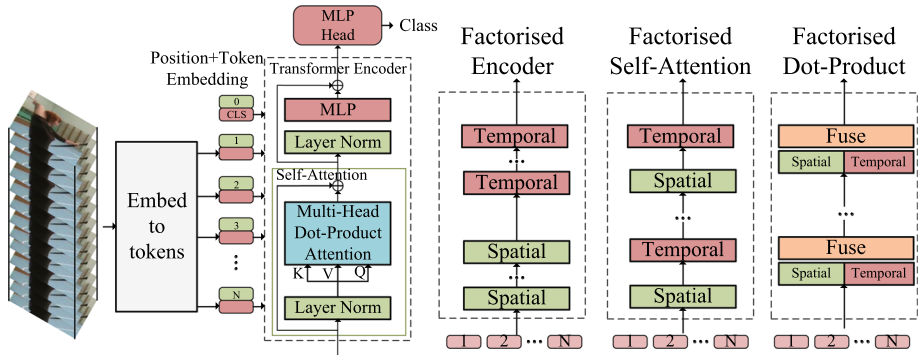 MLP
Head
Class
Position+Token
Embedding
Transformer Encoder
0
CLS
1
2
3
N
Embed
to
tokens
MLP
Layer Norm
Self-Attention
Multi-Head
Dot-Product
Attention
K V Q
Layer Norm
Factorised
Encoder
Temporal
...
Temporal
Spatial
...
Spatial
1 2 ... N
Factorised
Self-Attention
Temporal
Spatial
...
Temporal
Spatial
1 2 ... N
Factorised
Dot-Product
Fuse
Spatial Temporal
...
Fuse
Spatial Temporal
1 2 ... N